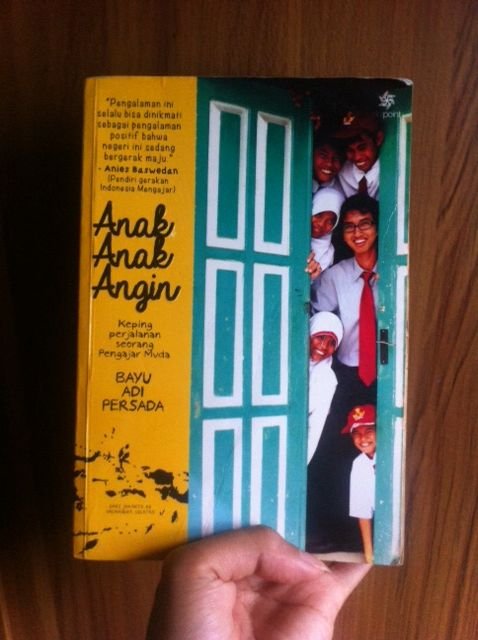 "Pengalaman ini
selalu bisa dinikmati
sebagai pengalaman
positif bahwa
negeri ini sedang
bergerak maju."
- Anies Baswedan
(Pendiri gerakan
Indonesia Mengajar)
Anak
Anak
Angin
Keping
perjalanan
seorang
Pengajar Muda
BAYU
ADI
PERSADA
point